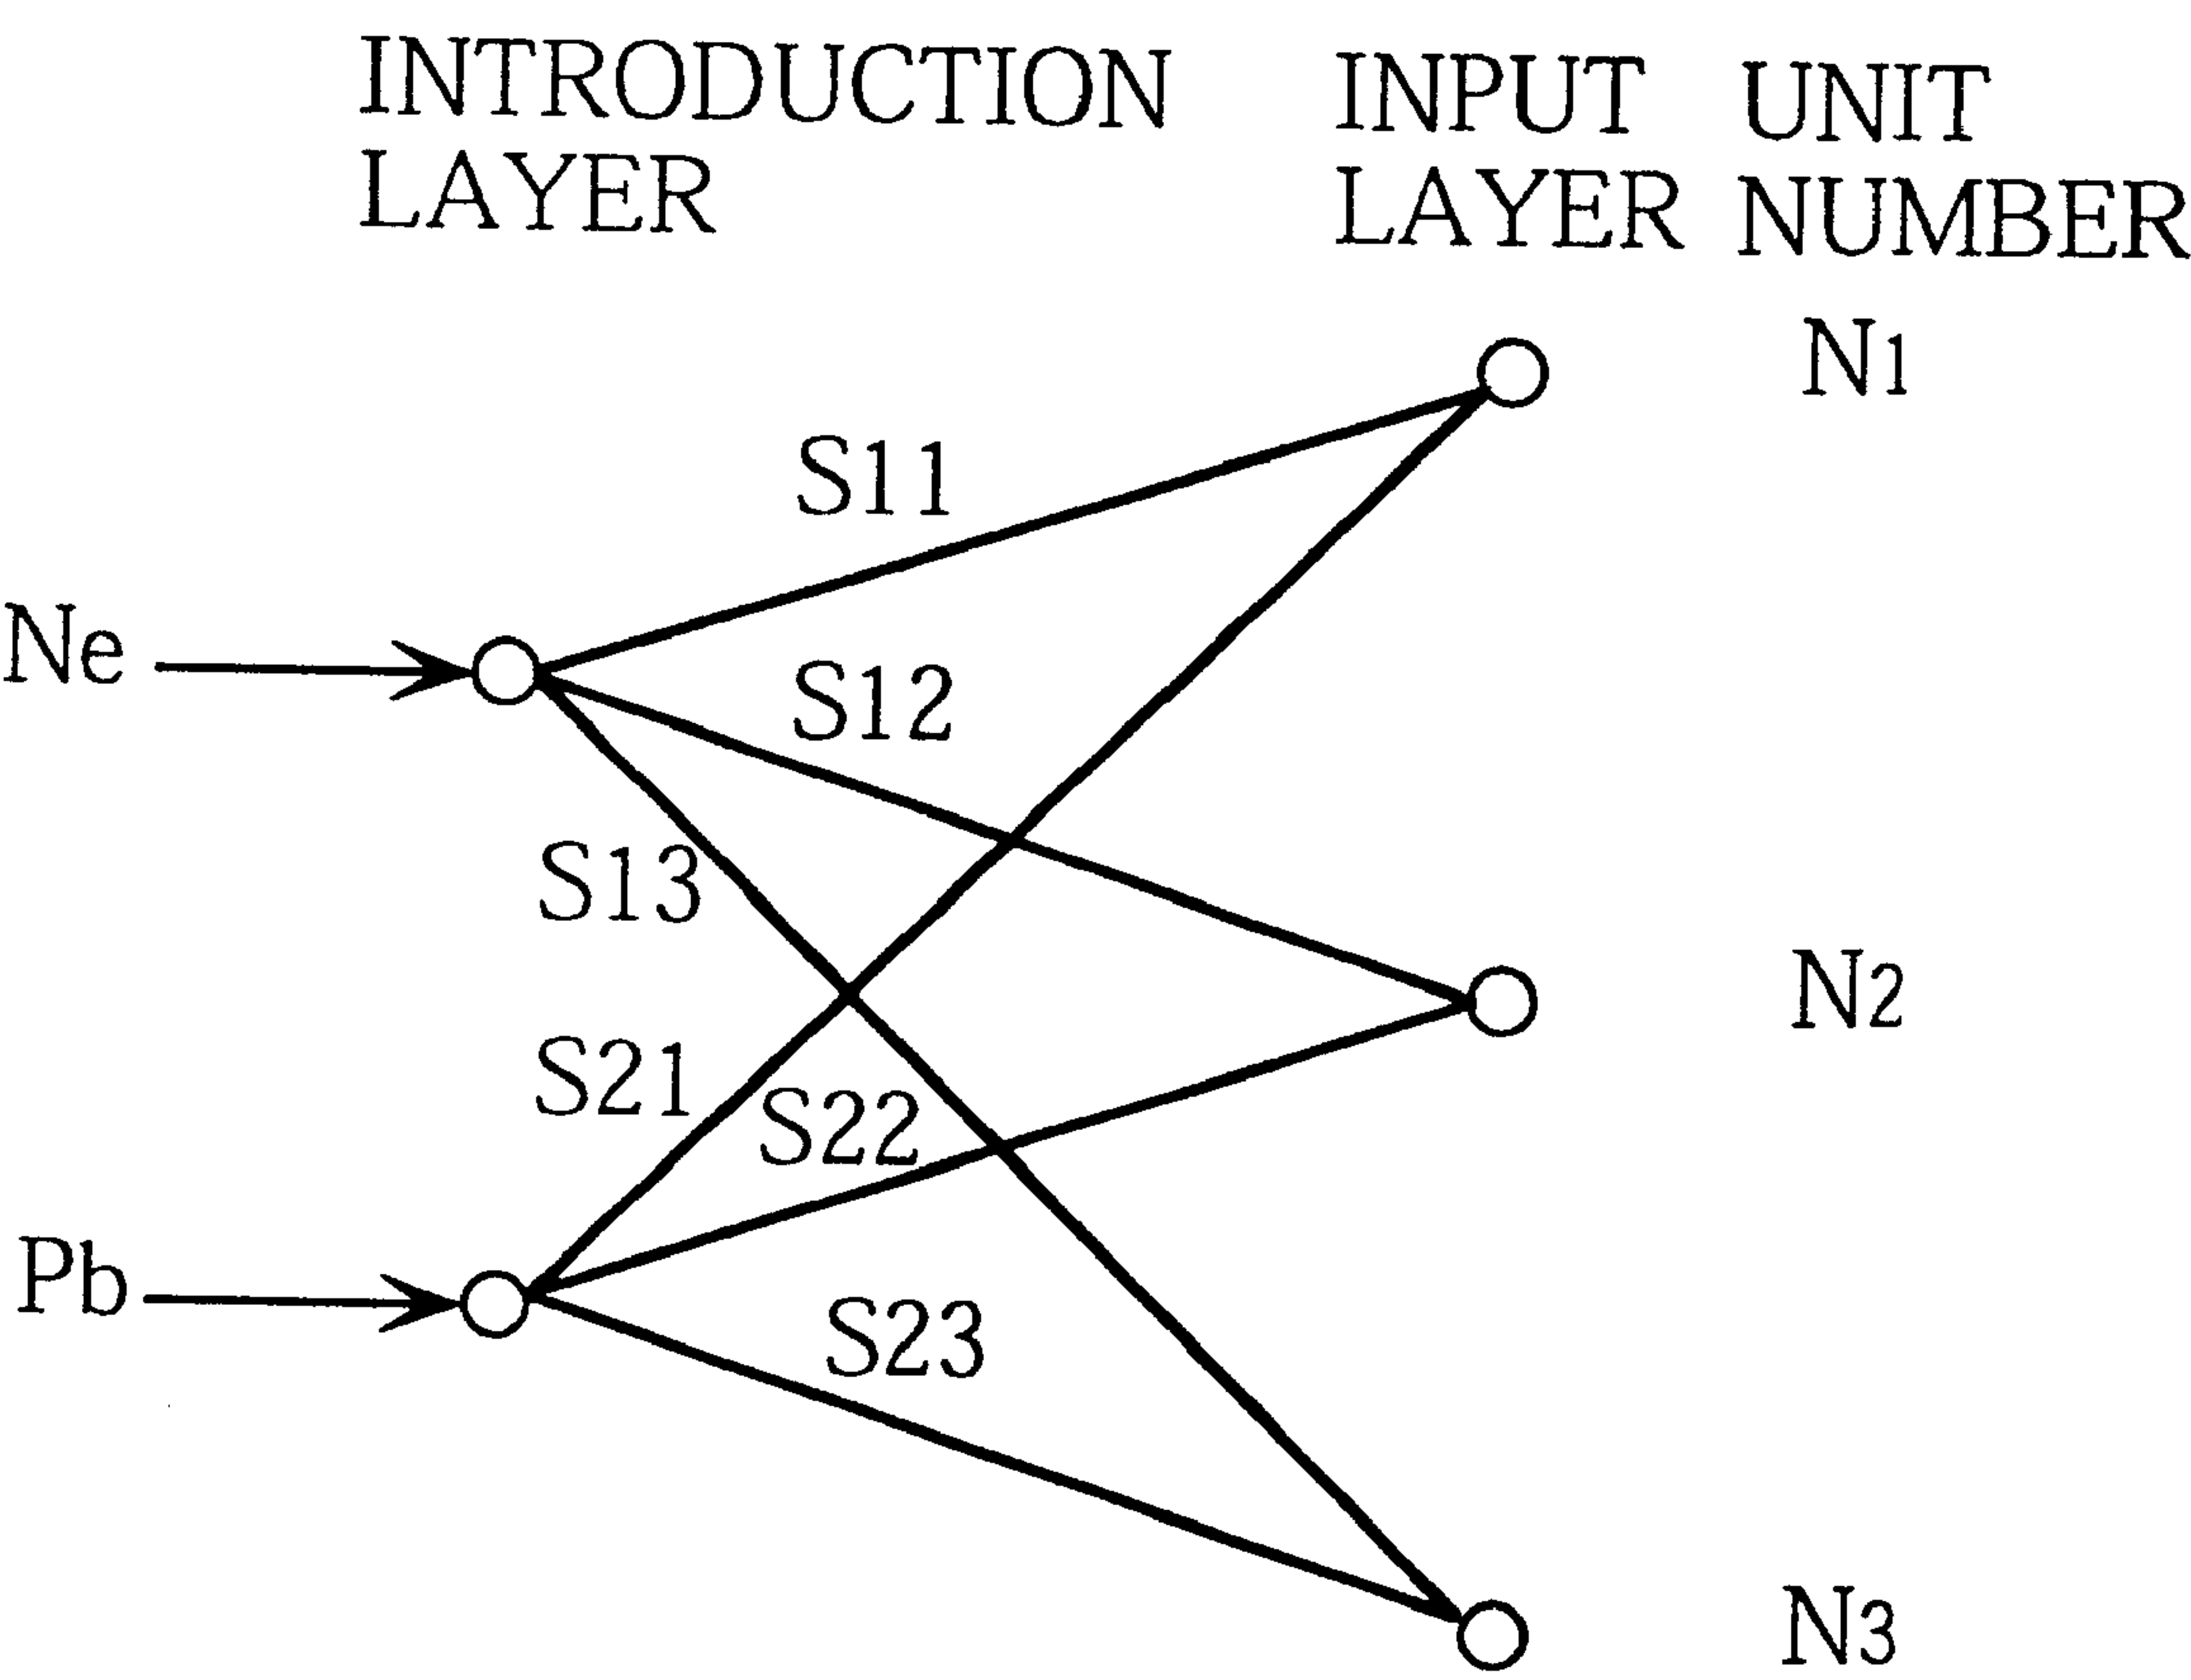 INTRODUCTION
LAYER
INPUT
LAYER
UNIT
NUMBER
N1
S11
Ne
S12
S13
N2
S21
S22
Pb
S23
N3